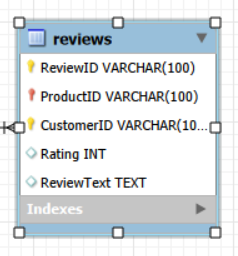 reviews
ReviewID VARCHAR(100)
ProductID VARCHAR(100)
CustomerID VARCHAR(10...
Rating INT
ReviewText TEXT
Indexes